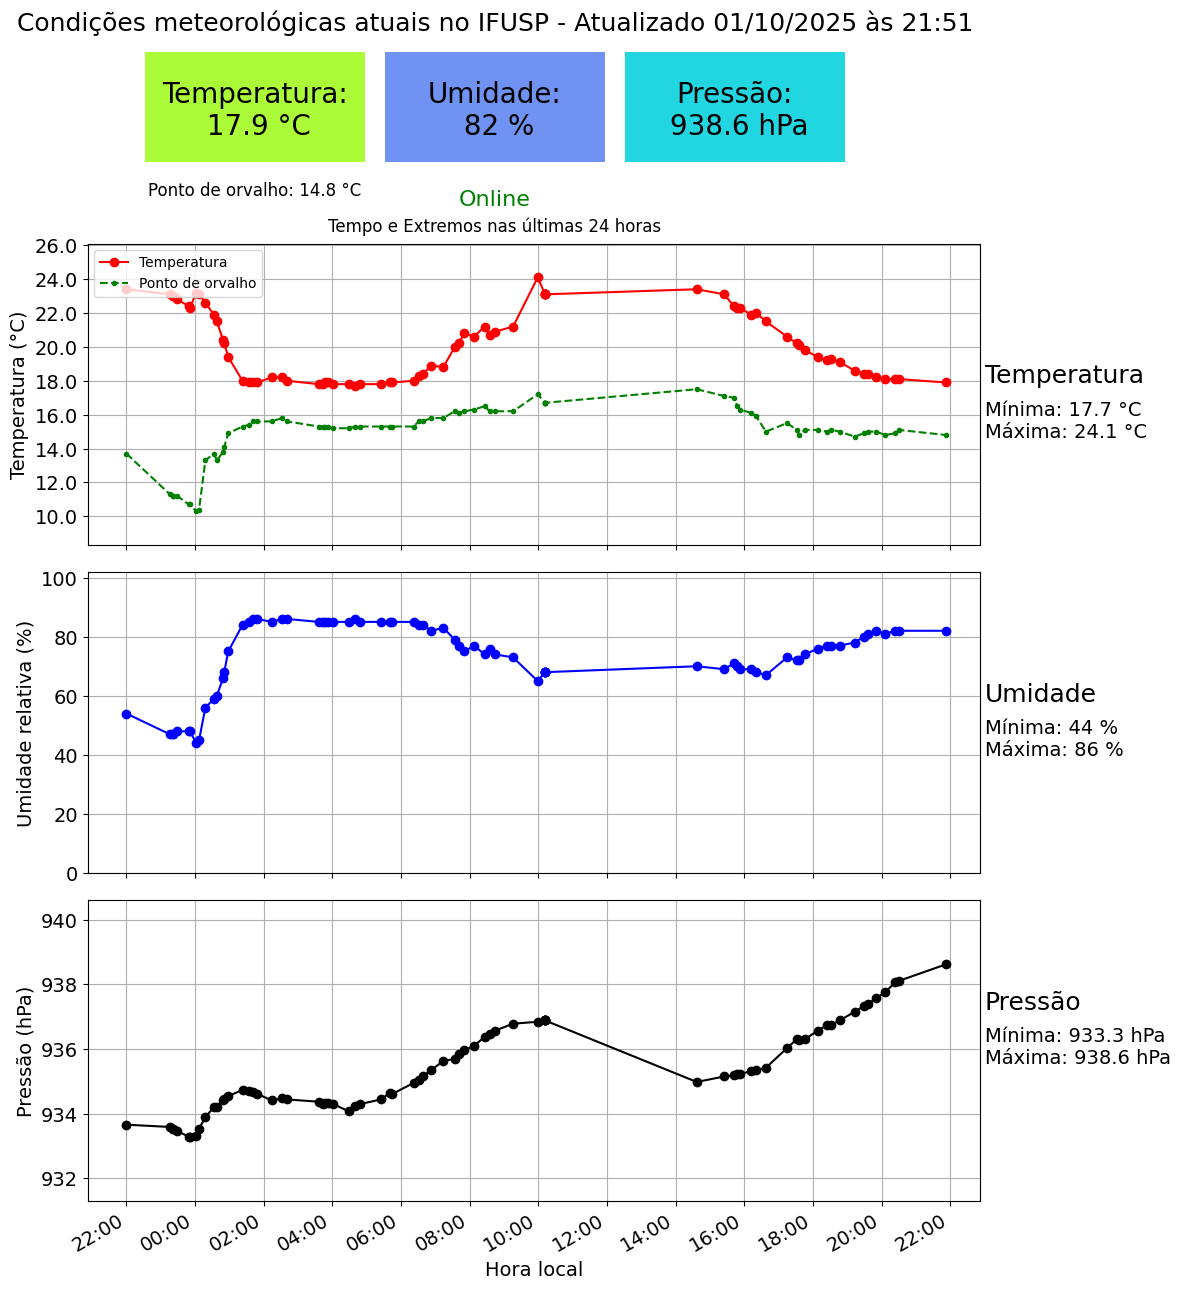 Condições meteorológicas atuais no IFUSP - Atualizado 01/10/2025 às 21:51
Temperatura:
17.9 °C
Umidade:
82 %
Pressão:
938.6 hPa
Ponto de orvalho: 14.8 °C
Online
Tempo e Extremos nas últimas 24 horas
Temperatura
Ponto de orvalho
Temperatura (°C)
26.0
24.0
22.0
20.0
18.0
16.0
14.0
12.0
10.0
Temperatura
Mínima: 17.7 °C
Máxima: 24.1 °C
Umidade relativa (%)
100
80
60
40
20
0
Umidade
Mínima: 44 %
Máxima: 86 %
Pressão (hPa)
940
938
936
934
932
Pressão
Mínima: 933.3 hPa
Máxima: 938.6 hPa
22:00
00:00
02:00
04:00
06:00
08:00
10:00
12:00
14:00
16:00
18:00
20:00
22:00
Hora local